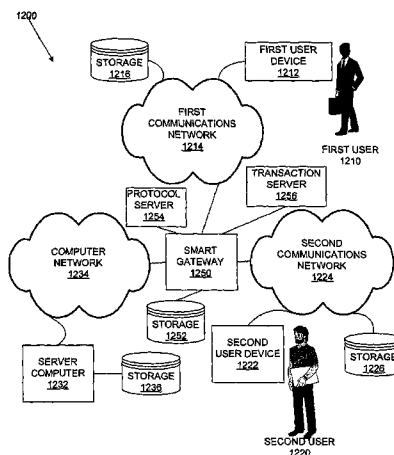 1200
STORAGE
1216
FIRST USER
DEVICE
1212
FIRST
COMMUNICATIONS
NETWORK
1214
FIRST USER
1210
PROTOCOL
SERVER
1254
TRANSACTION
SERVER
1256
COMPUTER
NETWORK
1234
SMART
GATEWAY
1250
SECOND
COMMUNICATIONS
NETWORK
1224
STORAGE
1252
SERVER
COMPUTER
1232
STORAGE
1236
SECOND
USER DEVICE
1222
STORAGE
1226
SECOND USER
1220